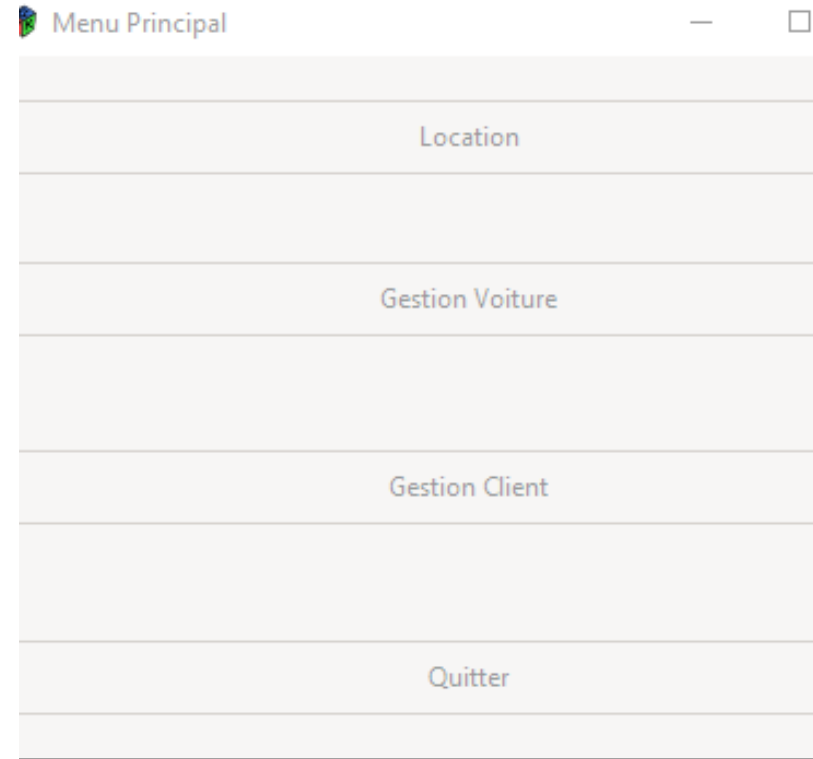 Menu Principal
Location
Gestion Voiture
Gestion Client
Quitter